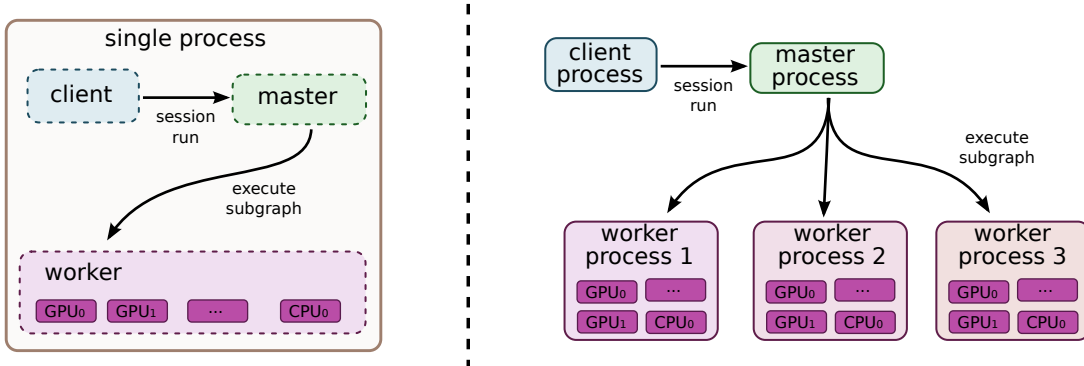 single process
client
master
session
run
execute
subgraph
worker
GPU₀
GPU₁
...
CPU₀
client
process
session
run
master
process
execute
subgraph
worker
process 1
GPU₀
...
GPU₁
CPU₀
worker
process 2
GPU₀
...
GPU₁
CPU₀
worker
process 3
GPU₀
...
GPU₁
CPU₀